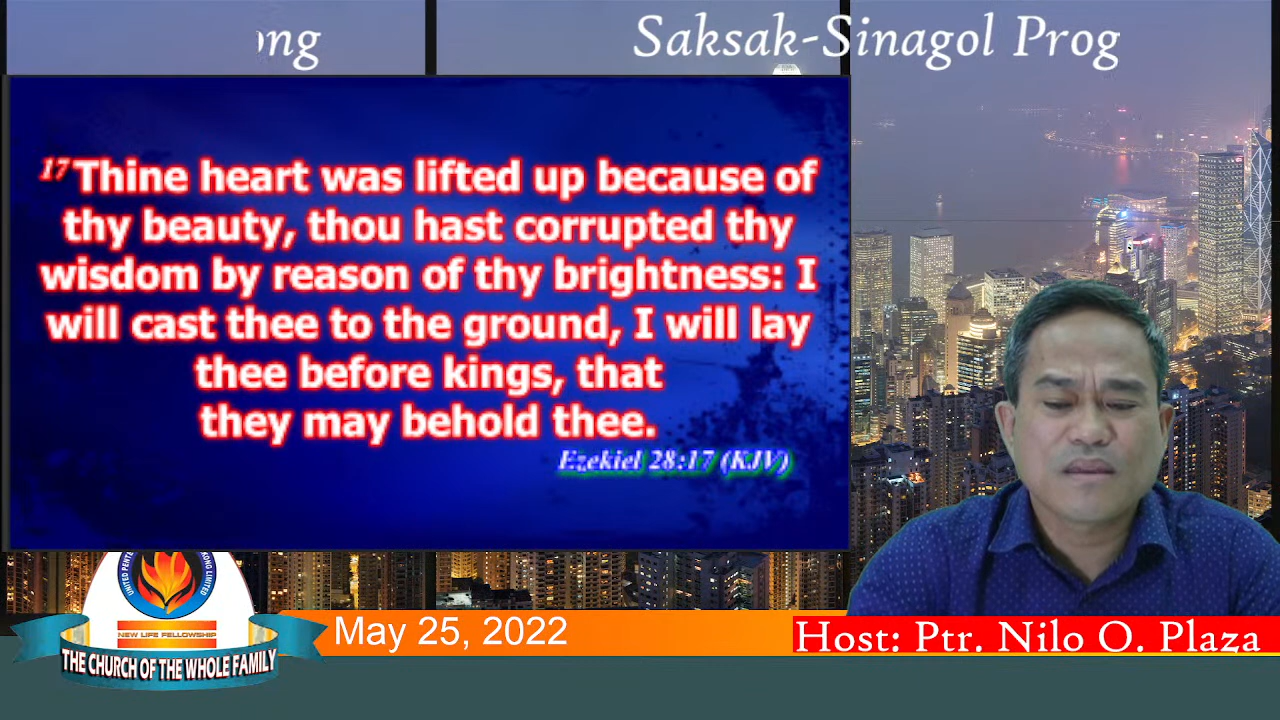 Saksak-Sinagol Prog
17 Thine heart was lifted up because of
thy beauty, thou hast corrupted thy
wisdom by reason of thy brightness: I
will cast thee to the ground, I will lay
thee before kings, that
they may behold thee.
Ezekiel 28:17 (KJV)
NEW LIFE FELLOWSHIP
THE CHURCH OF THE WHOLE FAMILY
May 25, 2022
Host: Ptr. Nilo O. Plaza